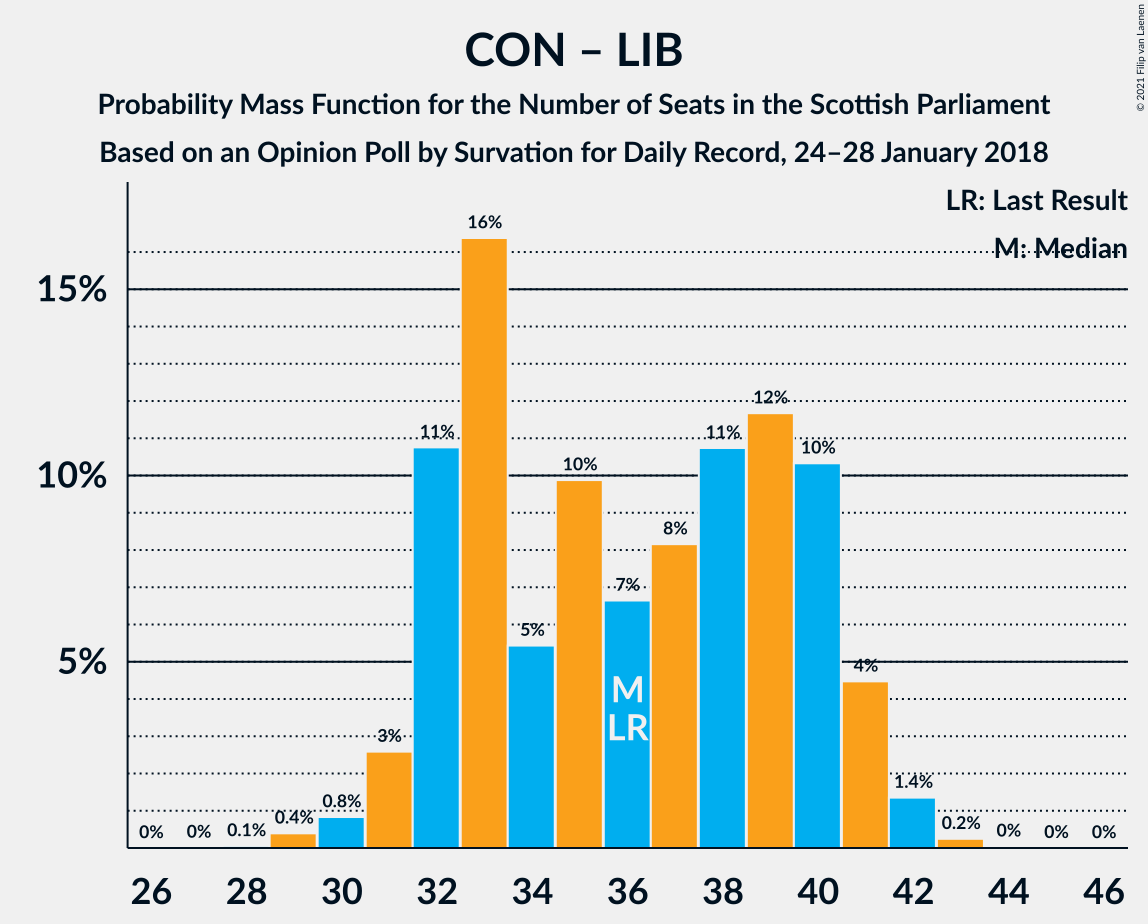 CON – LIB
Probability Mass Function for the Number of Seats in the Scottish Parliament
Based on an Opinion Poll by Survation for Daily Record, 24–28 January 2018
© 2021 Filip van Laenen
LR: Last Result
M: Median
15%
10%
5%
0%
0%
0.1%
0.4%
0.8%
3%
11%
16%
5%
10%
7%
8%
11%
12%
10%
4%
1.4%
0.2%
0%
0%
0%
M
LR
26 28 30 32 34 36 38 40 42 44 46